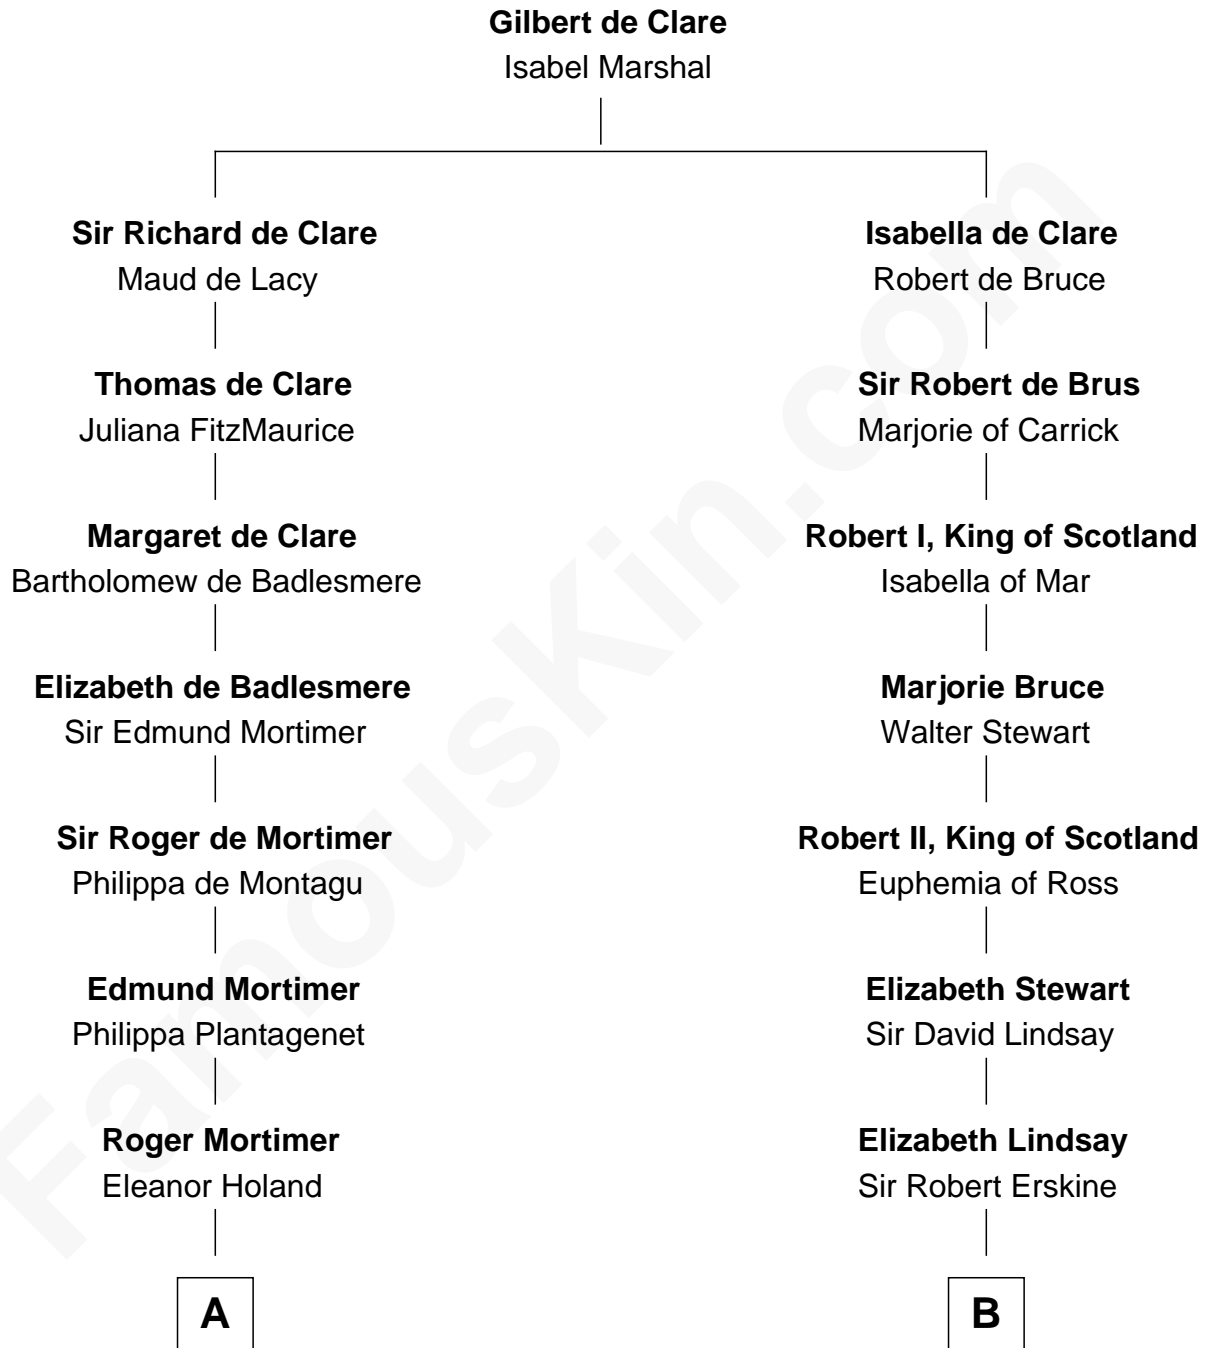 Gilbert de Clare
Isabel Marshal
Sir Richard de Clare
Maud de Lacy
Thomas de Clare
Juliana FitzMaurice
Margaret de Clare
Bartholomew de Badlesmere
Elizabeth de Badlesmere
Sir Edmund Mortimer
Sir Roger de Mortimer
Philippa de Montagu
Edmund Mortimer
Philippa Plantagenet
Roger Mortimer
Eleanor Holand
A
Isabella de Clare
Robert de Bruce
Sir Robert de Brus
Marjorie of Carrick
Robert I, King of Scotland
Isabella of Mar
Marjorie Bruce
Walter Stewart
Robert II, King of Scotland
Euphemia of Ross
Elizabeth Stewart
Sir David Lindsay
Elizabeth Lindsay
Sir Robert Erskine
B
FamousKin.com